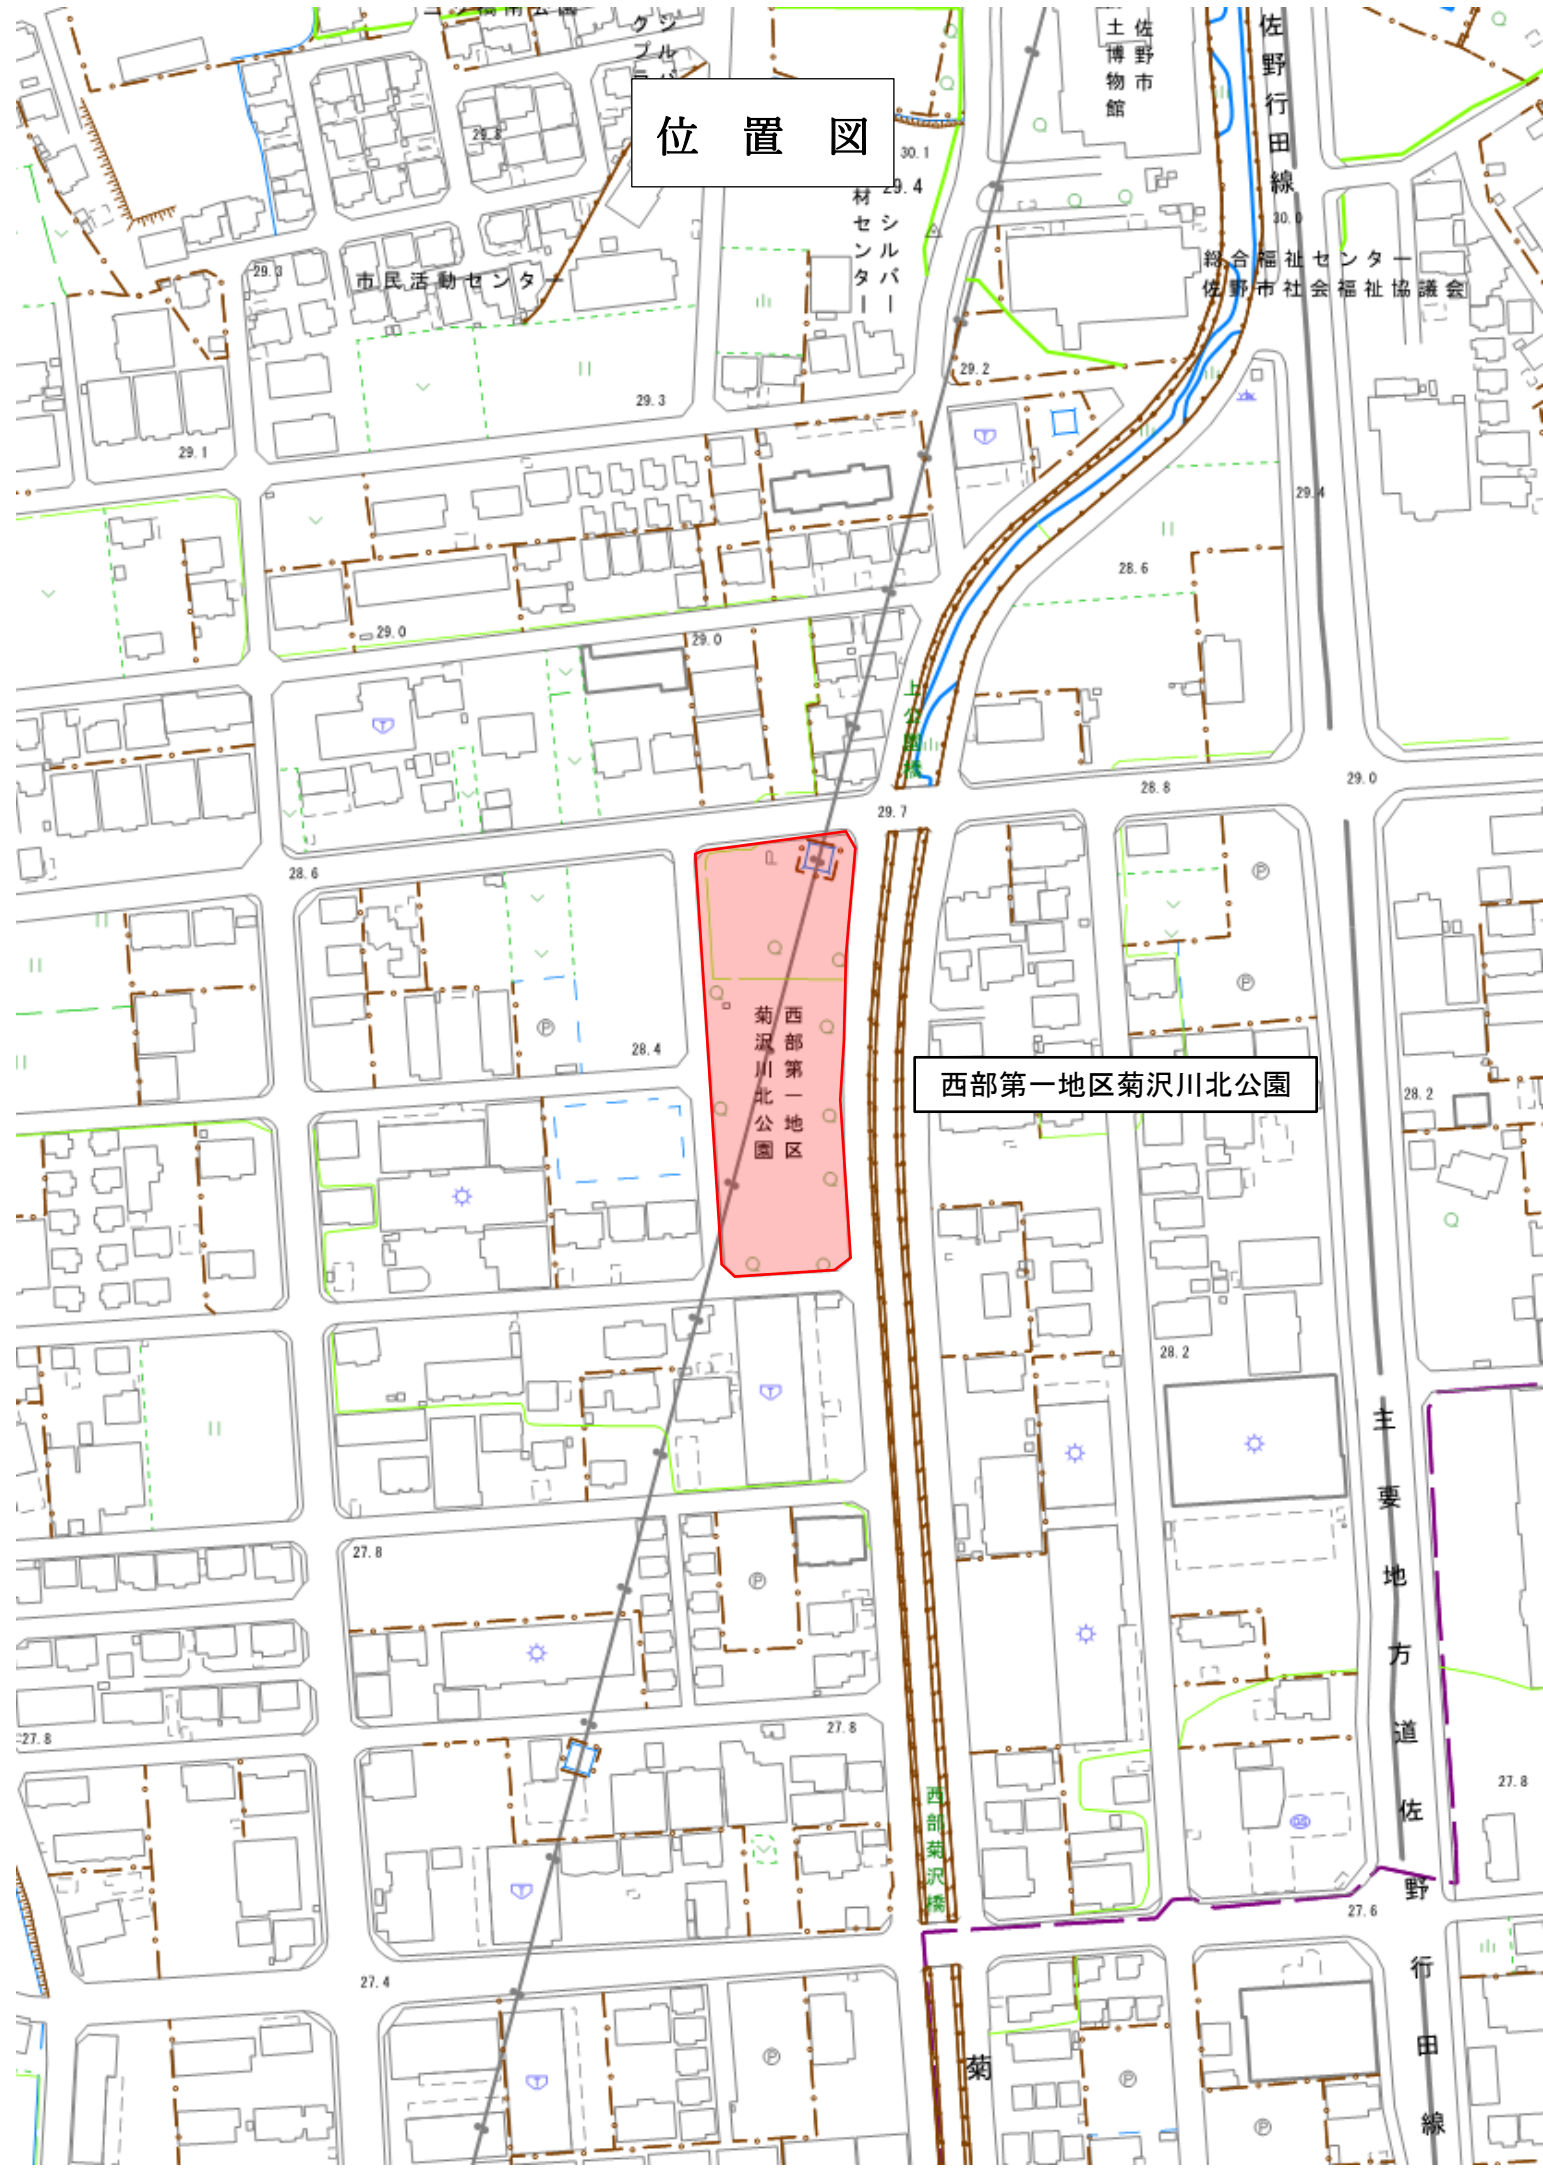 位置図
佐野市
土博物館
佐野行田線
30.1
29.4
29.8
シルバー
材センター
30.0
総合福祉センター
佐野市社会福祉協議会
29.3
市民活動センター
29.2
29.3
29.1
29.4
28.6
29.0
29.0
上公園橋
28.8
29.0
29.7
28.6
西部第一地区
菊沢川北公園
28.4
西部第一地区菊沢川北公園
28.2
28.2
主要地方道佐野行田線
27.8
27.8
27.8
27.8
西部菊沢橋
27.6
27.4
菊